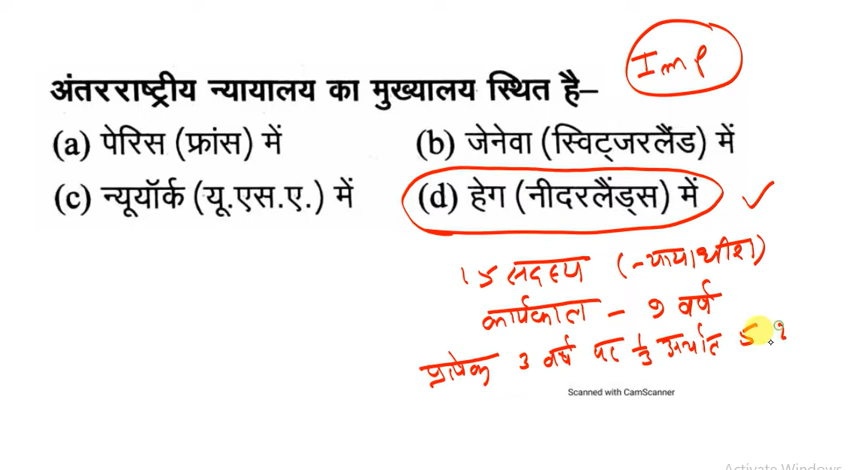 Imp
अंतरराष्ट्रीय न्यायालय का मुख्यालय स्थित है–
(a) पेरिस (फ्रांस) में
(b) जेनेवा (स्विट्जरलैंड) में
(c) न्यूयॉर्क (यू.एस.ए.) में
(d) हेग (नीदरलैंड्स) में
15 सदस्य (न्यायाधीश)
कार्यकाल – 9 वर्ष
प्रत्येक 3 वर्ष पर 1/3 अर्थात 5
Scanned with CamScanner
Activate Windows